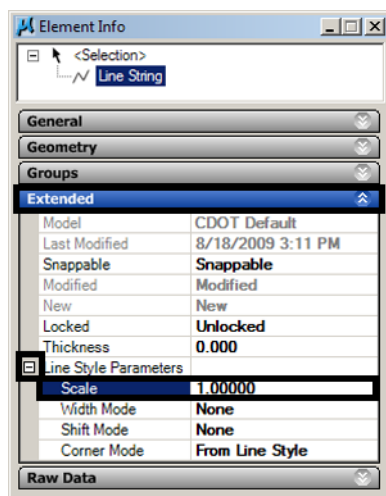 Element Info
<Selection>
Line String
General
Geometry
Groups
Extended
Model CDOT Default
Last Modified 8/18/2009 3:11 PM
Snappable Snappable
Modified Modified
New New
Locked Unlocked
Thickness 0.000
Line Style Parameters
Scale 1.00000
Width Mode None
Shift Mode None
Corner Mode From Line Style
Raw Data